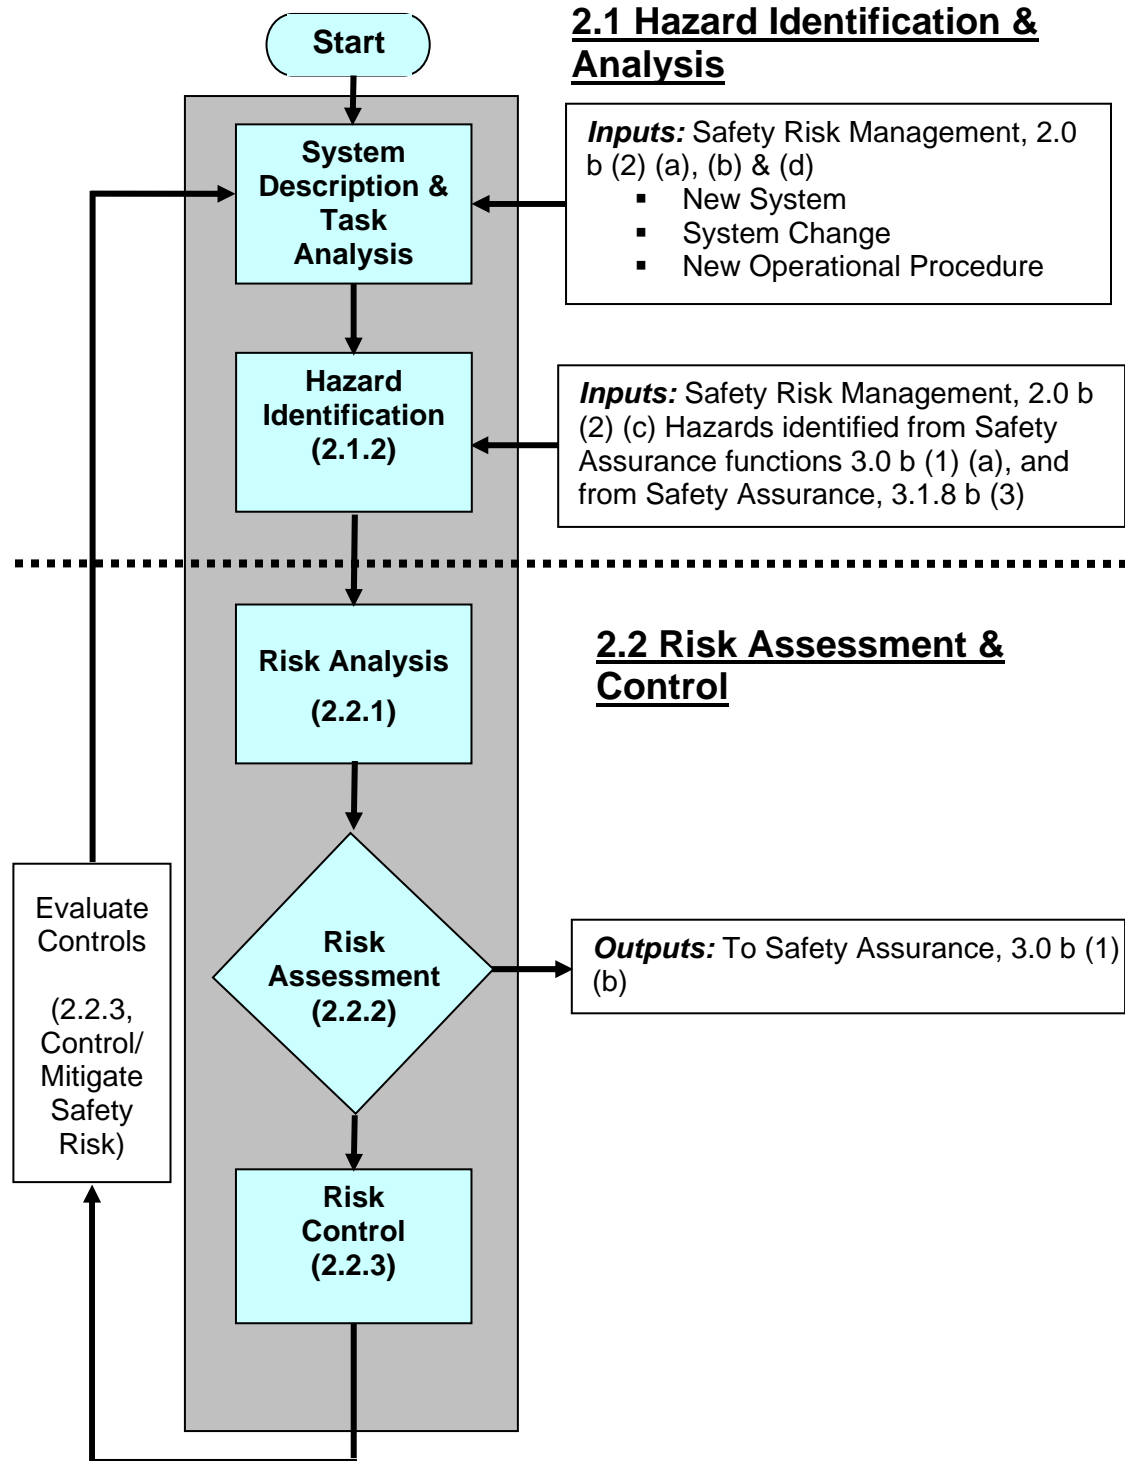 Start
2.1 Hazard Identification &
Analysis
System
Description &
Task
Analysis
Inputs: Safety Risk Management, 2.0
b (2) (a), (b) & (d)
▪ New System
▪ System Change
▪ New Operational Procedure
Hazard
Identification
(2.1.2)
Inputs: Safety Risk Management, 2.0 b
(2) (c) Hazards identified from Safety
Assurance functions 3.0 b (1) (a), and
from Safety Assurance, 3.1.8 b (3)
Risk Analysis
(2.2.1)
2.2 Risk Assessment &
Control
Evaluate
Controls
(2.2.3,
Control/
Mitigate
Safety
Risk)
Risk
Assessment
(2.2.2)
Outputs: To Safety Assurance, 3.0 b (1)
(b)
Risk
Control
(2.2.3)